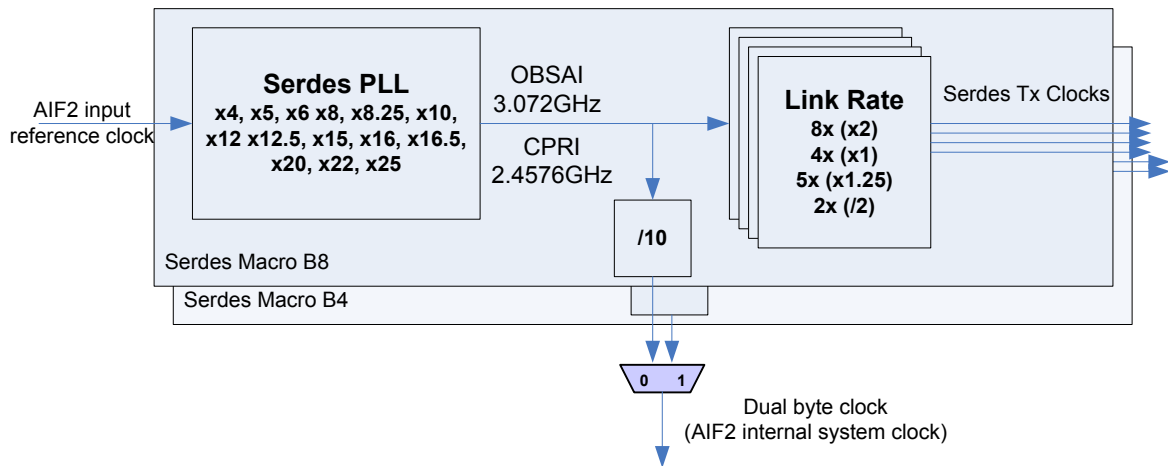 AIF2 input
reference clock
Serdes PLL
x4, x5, x6 x8, x8.25, x10,
x12 x12.5, x15, x16, x16.5,
x20, x22, x25
OBSAI
3.072GHz
CPRI
2.4576GHz
/10
Link Rate
8x (x2)
4x (x1)
5x (x1.25)
2x (/2)
Serdes Tx Clocks
Serdes Macro B8
Serdes Macro B4
0 1
Dual byte clock
(AIF2 internal system clock)